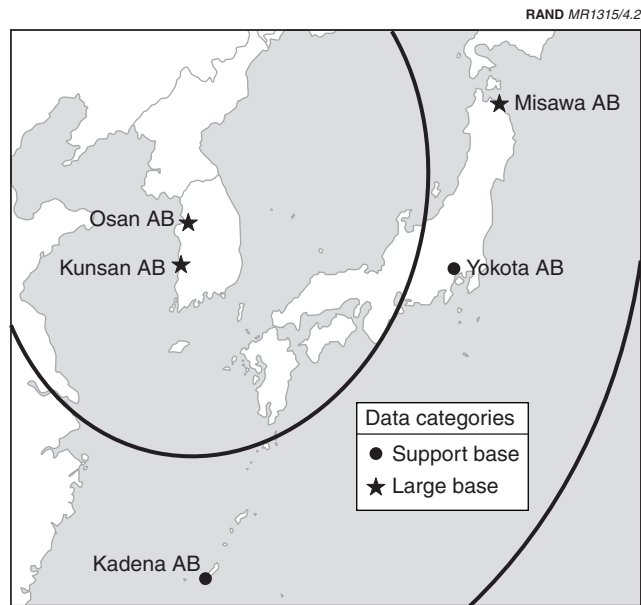 RAND MR1315/4.2
Misawa AB
Osan AB
Kunsan AB
Yokota AB
Data categories
Support base
Large base
Kadena AB